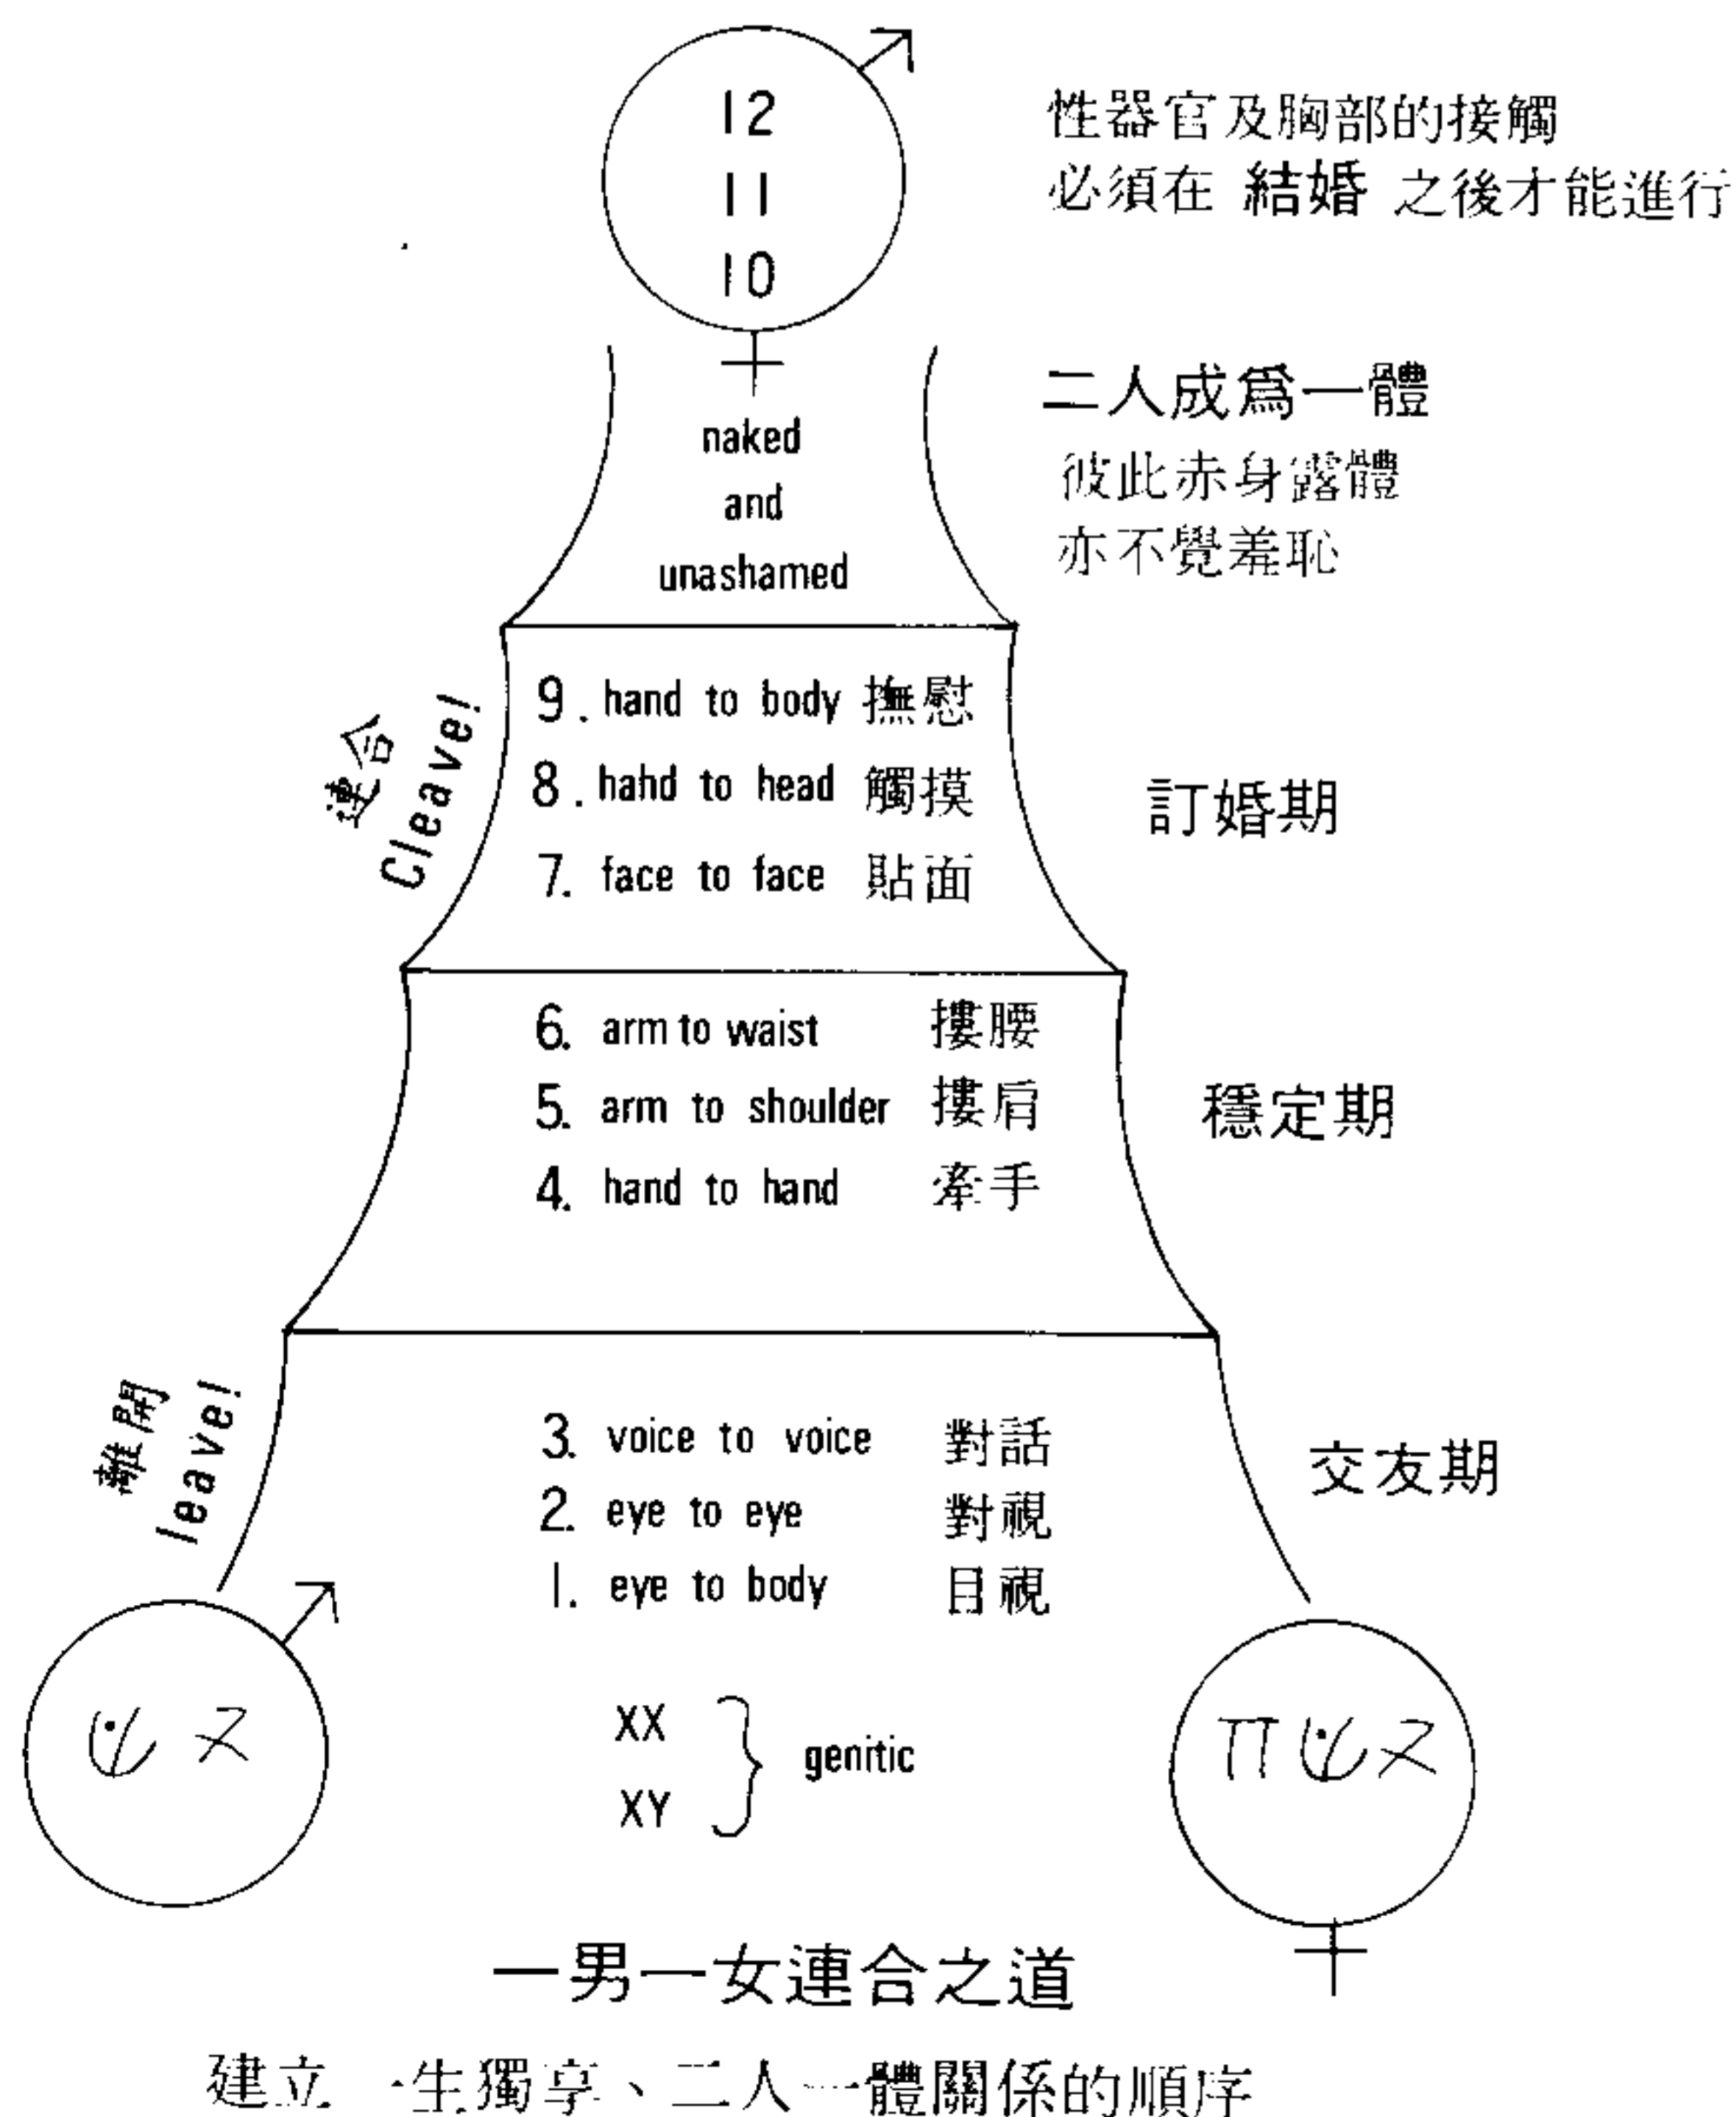 12
性器官及胸部的接觸
11
必須在 結婚 之後才能進行
10
naked
and
unashamed
二人成爲一體
彼此赤身露體
亦不覺羞恥
連合
Cleave!
9. hand to body 撫慰
8. hahd to head 觸摸
7. face to face 貼面
訂婚期
6. arm to waist 摟腰
5. arm to shoulder 摟肩
4. hand to hand 牽手
穩定期
離開
leave!
3. voice to voice 對話
2. eye to eye 對視
1. eye to body 目視
交友期
XX
XY
genitic
一男一女連合之道
建立一生獨享、二人一體關係的順序